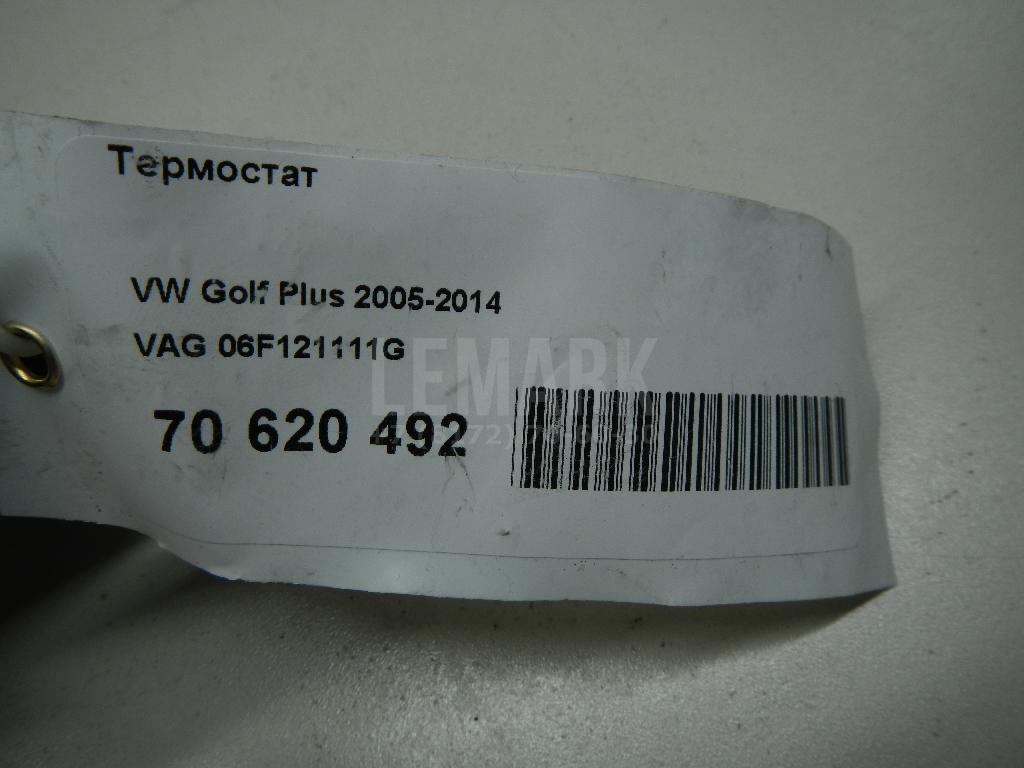 Термостат
VW Golf Plus 2005-2014
VAG 06F121111G
LEMARK
70 620 492